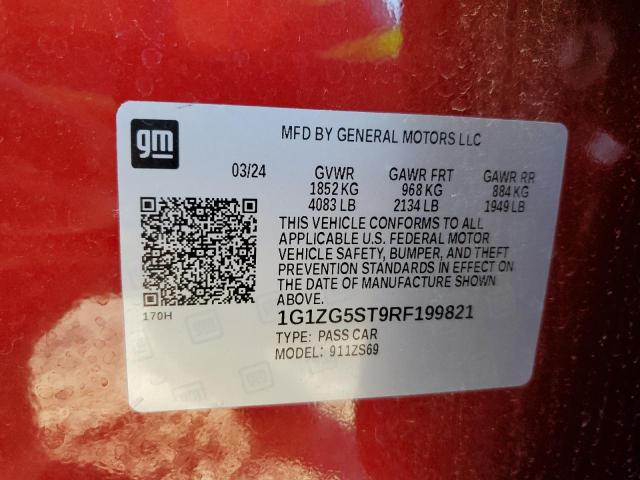 gm
MFD BY GENERAL MOTORS LLC
03/24 GVWR GAWR FRT GAWR RR
1852 KG 968 KG 884 KG
4083 LB 2134 LB 1949 LB
THIS VEHICLE CONFORMS TO ALL
APPLICABLE U.S. FEDERAL MOTOR
VEHICLE SAFETY, BUMPER, AND THEFT
PREVENTION STANDARDS IN EFFECT ON
THE DATE OF MANUFACTURE SHOWN
ABOVE.
170H
1G1ZG5ST9RF199821
TYPE: PASS CAR
MODEL: 911ZS69